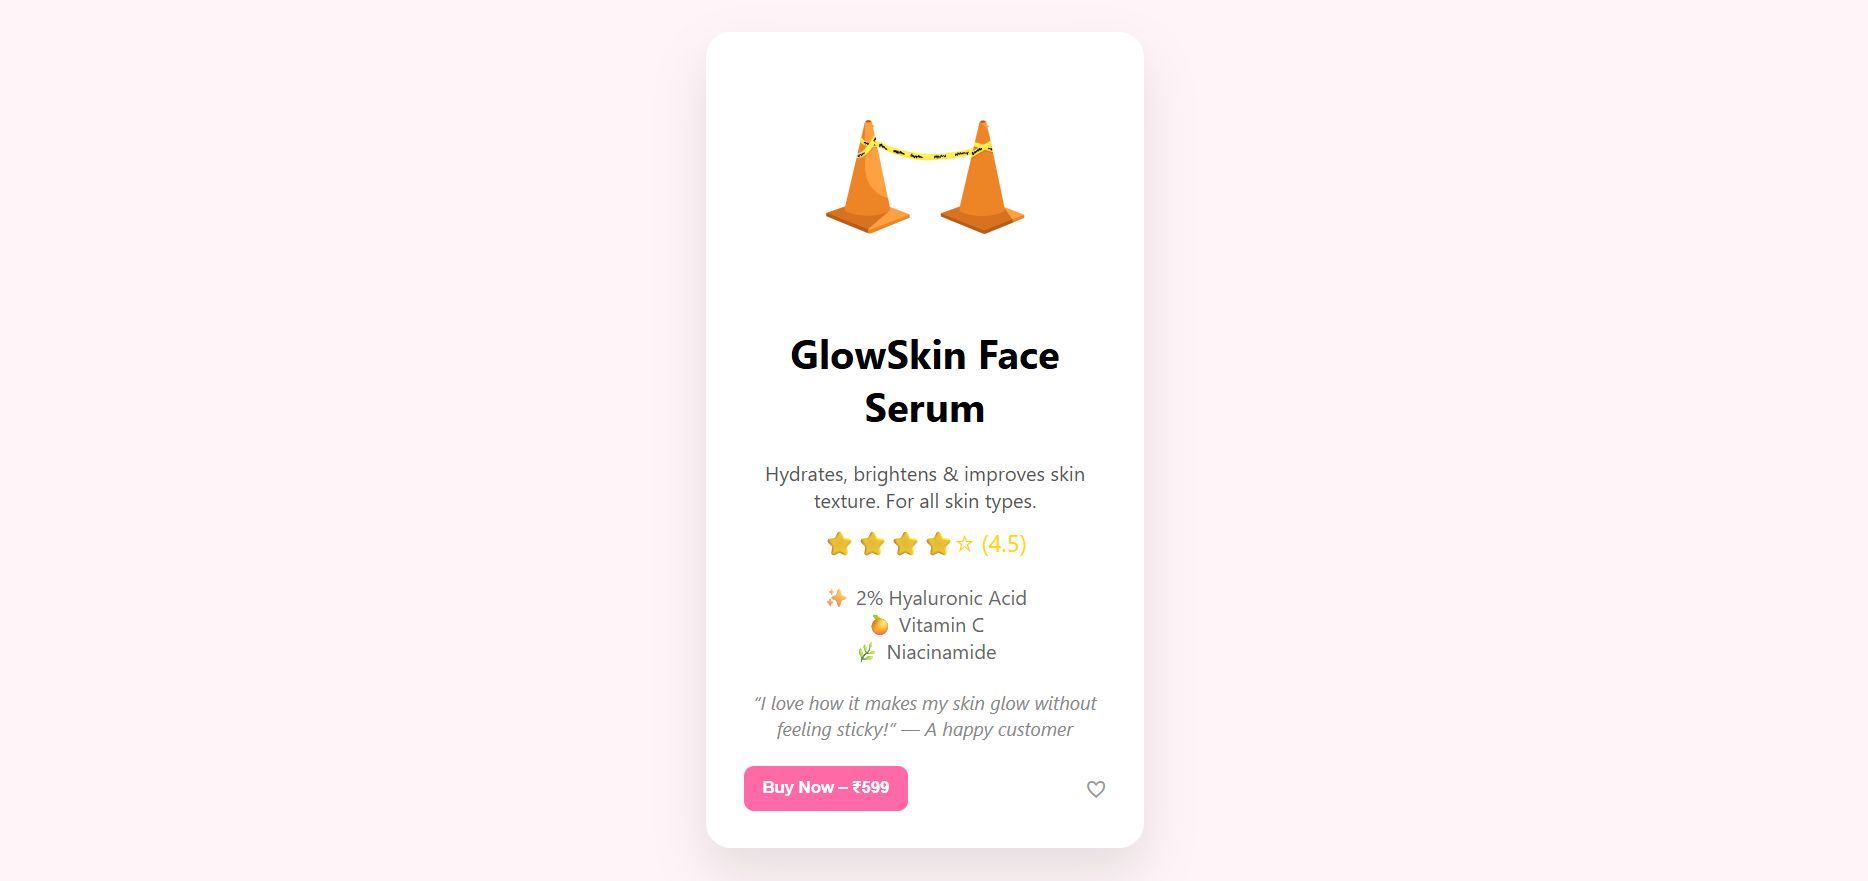 GlowSkin Face
Serum
Hydrates, brightens & improves skin
texture. For all skin types.
⭐⭐⭐⭐☆ (4.5)
✨ 2% Hyaluronic Acid
🍊 Vitamin C
🌿 Niacinamide
“I love how it makes my skin glow without
feeling sticky!” — A happy customer
Buy Now – ₹599